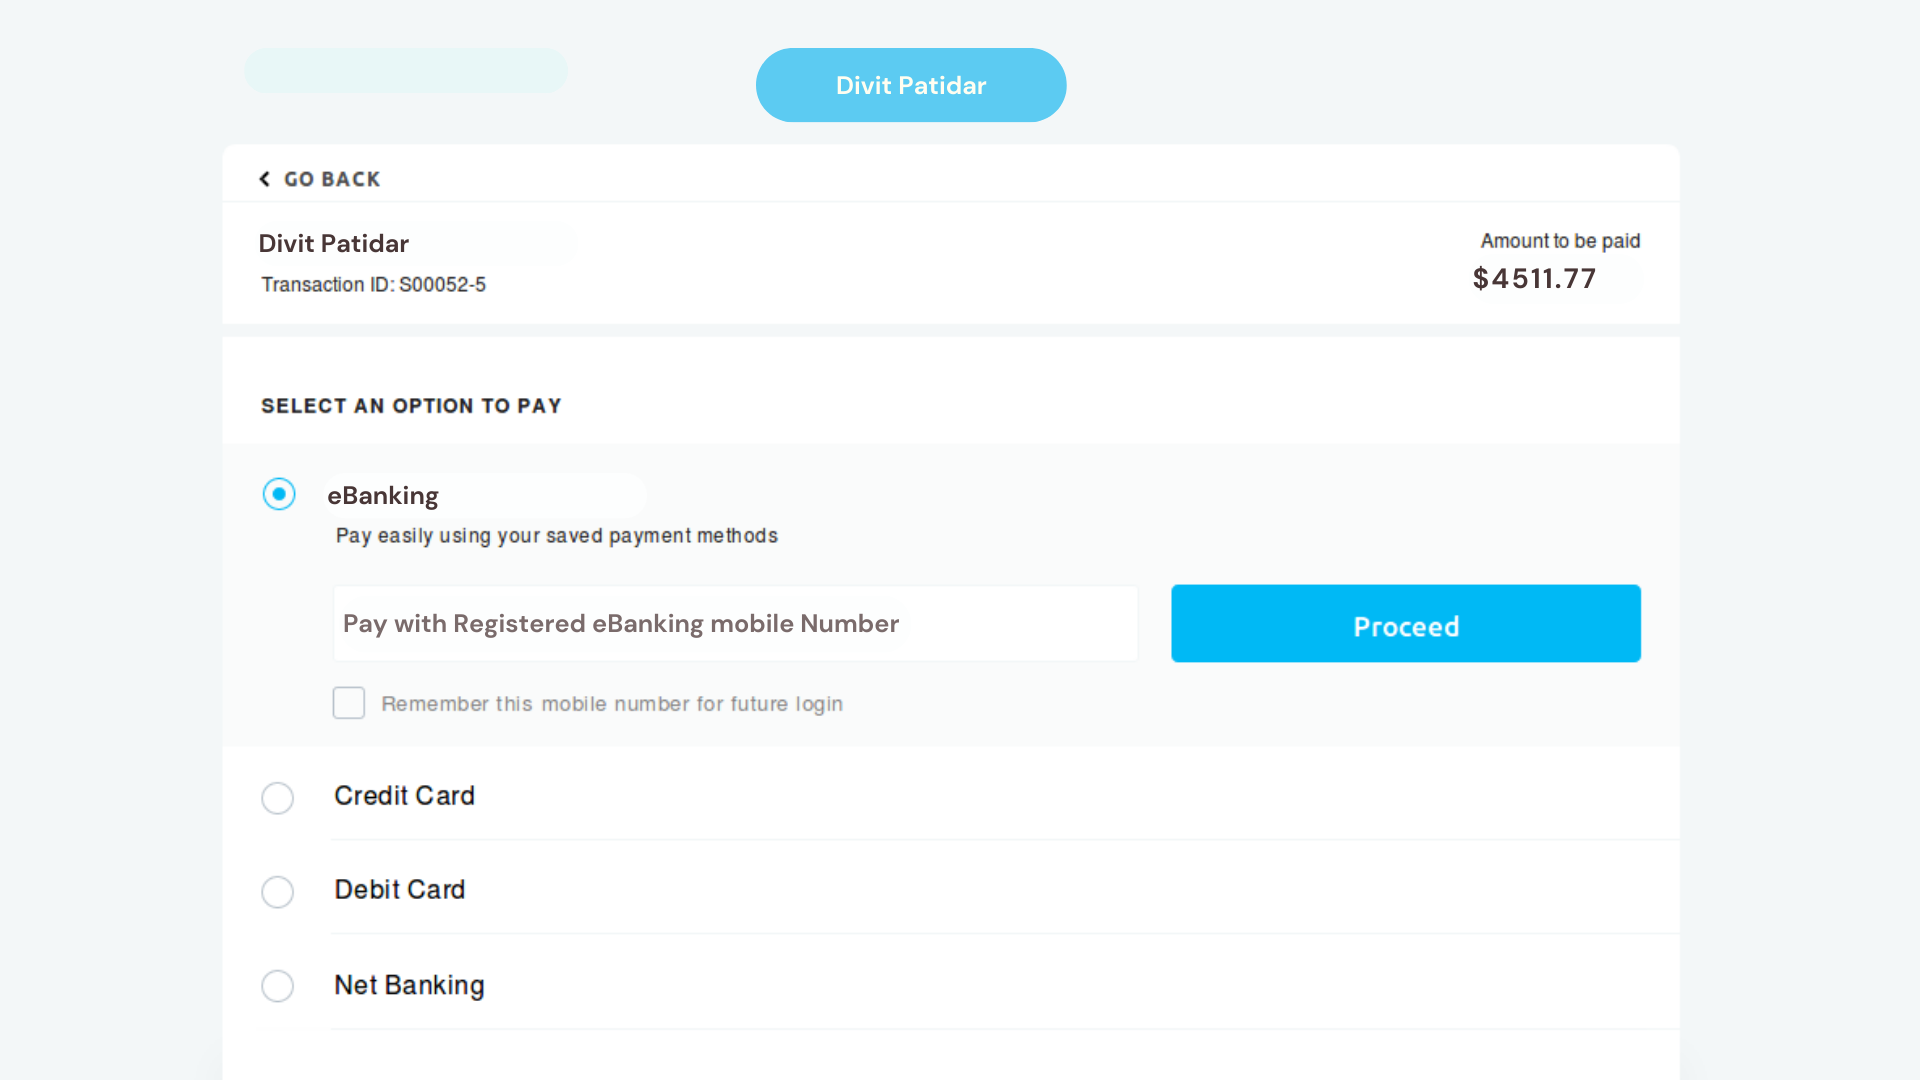 Divit Patidar
GO BACK
Divit Patidar
Transaction ID: S00052-5
Amount to be paid
$4511.77
SELECT AN OPTION TO PAY
eBanking
Pay easily using your saved payment methods
Pay with Registered eBanking mobile Number
Proceed
Remember this mobile number for future login
Credit Card
Debit Card
Net Banking